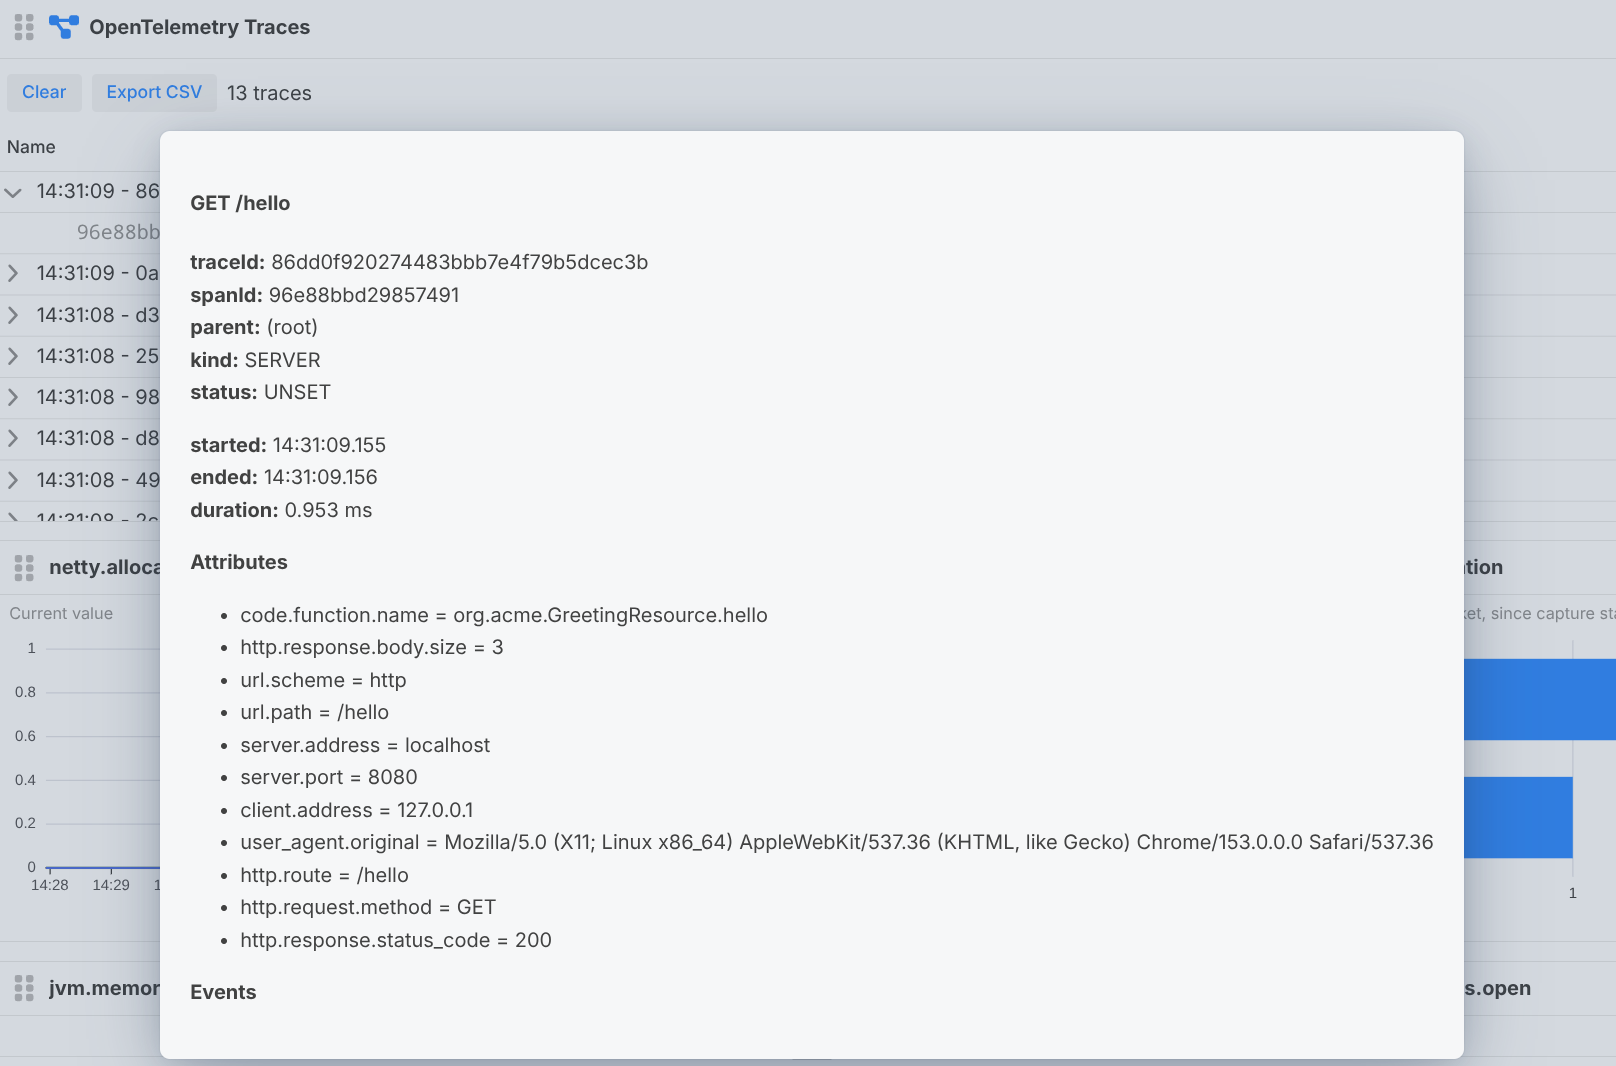 OpenTelemetry Traces
Clear Export CSV 13 traces
Name
14:31:09 - 86
96e88bb
14:31:09 - 0a
14:31:08 - d3
14:31:08 - 25
14:31:08 - 98
14:31:08 - d8
14:31:08 - 49
GET /hello
traceId: 86dd0f920274483bbb7e4f79b5dcec3b
spanId: 96e88bbd29857491
parent: (root)
kind: SERVER
status: UNSET
started: 14:31:09.155
ended: 14:31:09.156
duration: 0.953 ms
Attributes
• code.function.name = org.acme.GreetingResource.hello
• http.response.body.size = 3
• url.scheme = http
• url.path = /hello
• server.address = localhost
• server.port = 8080
• client.address = 127.0.0.1
• user_agent.original = Mozilla/5.0 (X11; Linux x86_64) AppleWebKit/537.36 (KHTML, like Gecko) Chrome/153.0.0.0 Safari/537.36
• http.route = /hello
• http.request.method = GET
• http.response.status_code = 200
Events
netty.alloca
Current value
1
0.8
0.6
0.4
0.2
0
14:28 14:29 1
tion
ket, since capture sta
1
jvm.memor
s.open